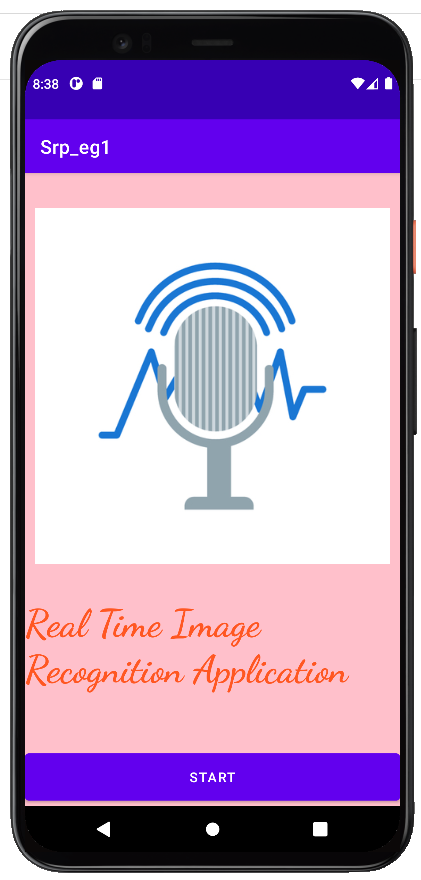 8:38
Srp_eg1
Real Time Image
Recognition Application
START